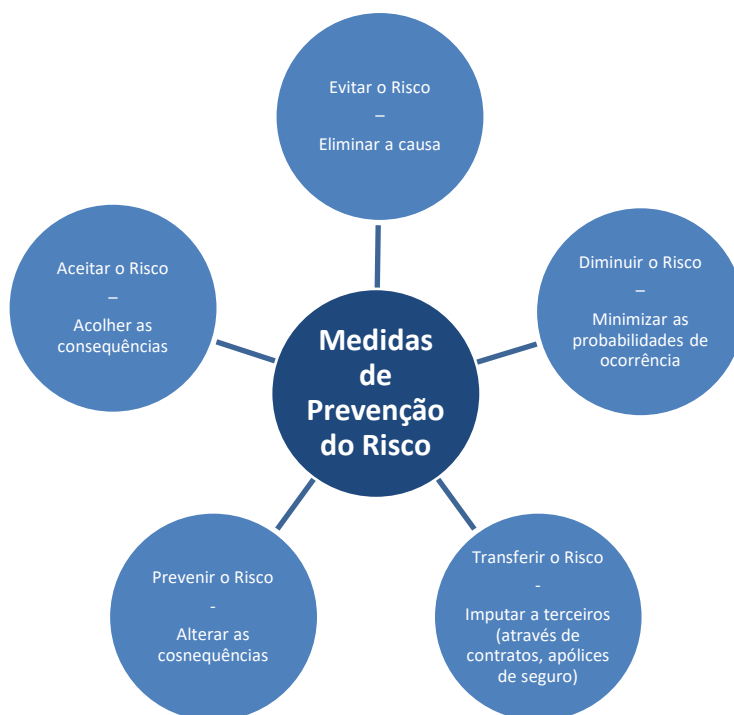 Evitar o Risco
–
Eliminar a causa
Diminuir o Risco
–
Minimizar as
probabilidades de
ocorrência
Transferir o Risco
-
Imputar a terceiros
(através de
contratos, apólices
de seguro)
Prevenir o Risco
-
Alterar as
cosnequências
Aceitar o Risco
–
Acolher as
consequências
Medidas
de
Prevenção
do Risco